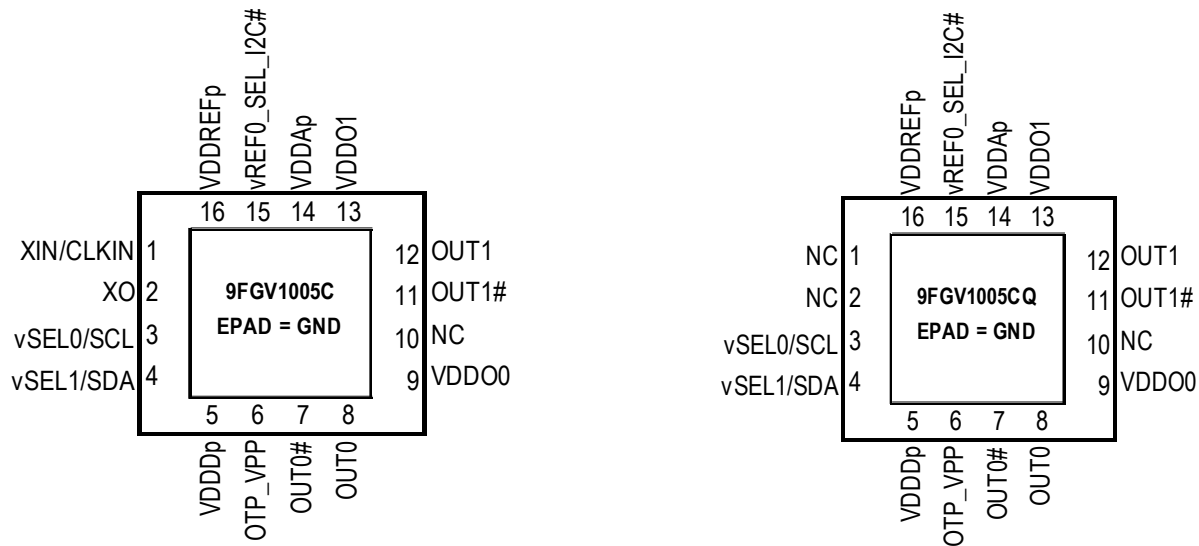 VDDREFp
vREF0_SEL_I2C#
VDDAp
VDDO1
16 15 14 13
XIN/CLKIN 1
XO 2
vSEL0/SCL 3
vSEL1/SDA 4
9FGV1005C
EPAD = GND
12 OUT1
11 OUT1#
10 NC
9 VDDO0
5 6 7 8
VDDDp
OTP_VPP
OUT0#
OUT0
VDDREFp
vREF0_SEL_I2C#
VDDAp
VDDO1
16 15 14 13
NC 1
NC 2
vSEL0/SCL 3
vSEL1/SDA 4
9FGV1005CQ
EPAD = GND
12 OUT1
11 OUT1#
10 NC
9 VDDO0
5 6 7 8
VDDDp
OTP_VPP
OUT0#
OUT0